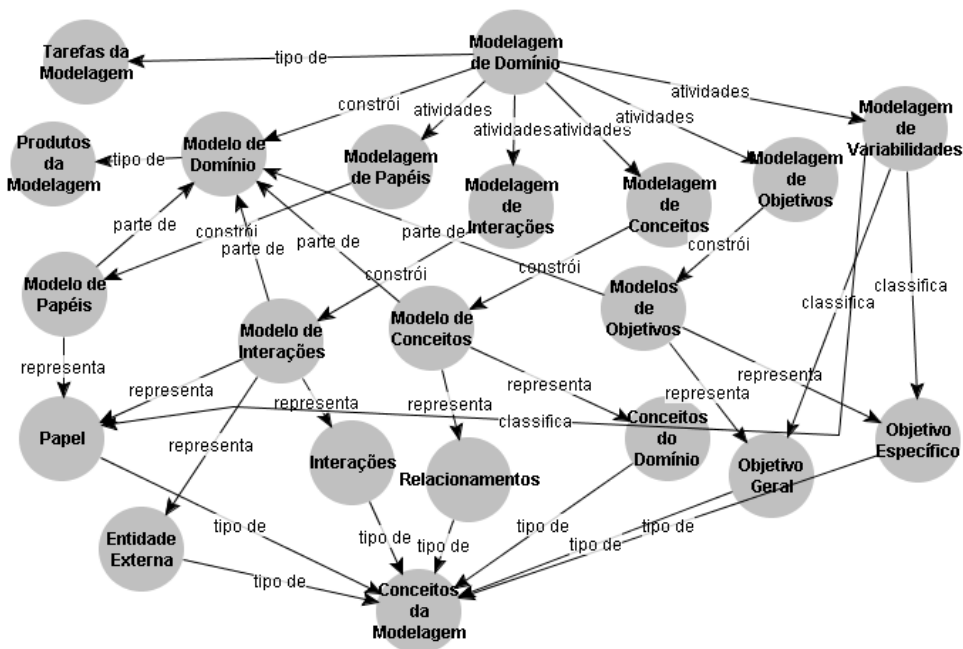 Tarefas da
Modelagem
tipo de
Modelagem
de Domínio
constrói
atividades
atividades
atividades
atividades
atividades
Modelagem
de
Variabilidades
Produtos
da
Modelagem
tipo de
Modelo de
Domínio
Modelagem
de Papéis
Modelagem
de
Interações
Modelagem
de
Conceitos
Modelagem
de
Objetivos
parte de
constrói
parte de
parte de
parte de
constrói
constrói
constrói
Modelo de
Papéis
Modelo de
Interações
Modelo de
Conceitos
Modelos
de
Objetivos
classifica
classifica
representa
representa
representa
representa
representa
representa
representa
representa
classifica
Papel
Interações
Relacionamentos
Conceitos
do
Domínio
Objetivo
Geral
Objetivo
Específico
Entidade
Externa
tipo de
tipo de
tipo de
tipo de
tipo de
tipo de
tipo de
Conceitos
da
Modelagem